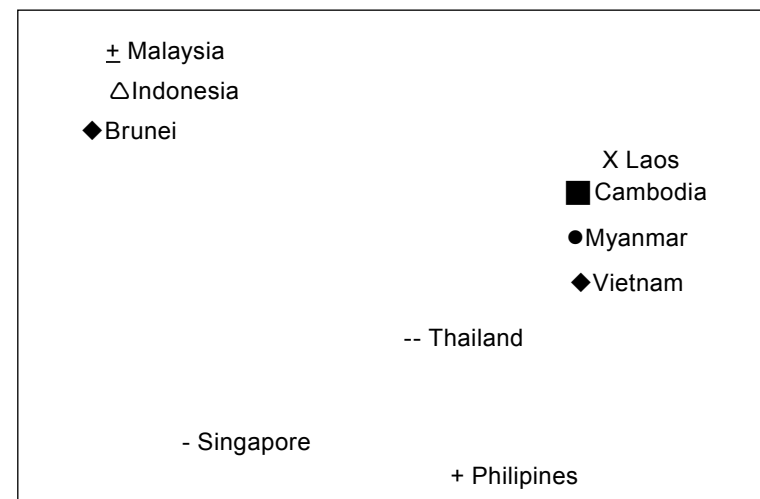 ± Malaysia
△Indonesia
◆Brunei
X Laos
■Cambodia
●Myanmar
◆Vietnam
-- Thailand
- Singapore
+ Philipines